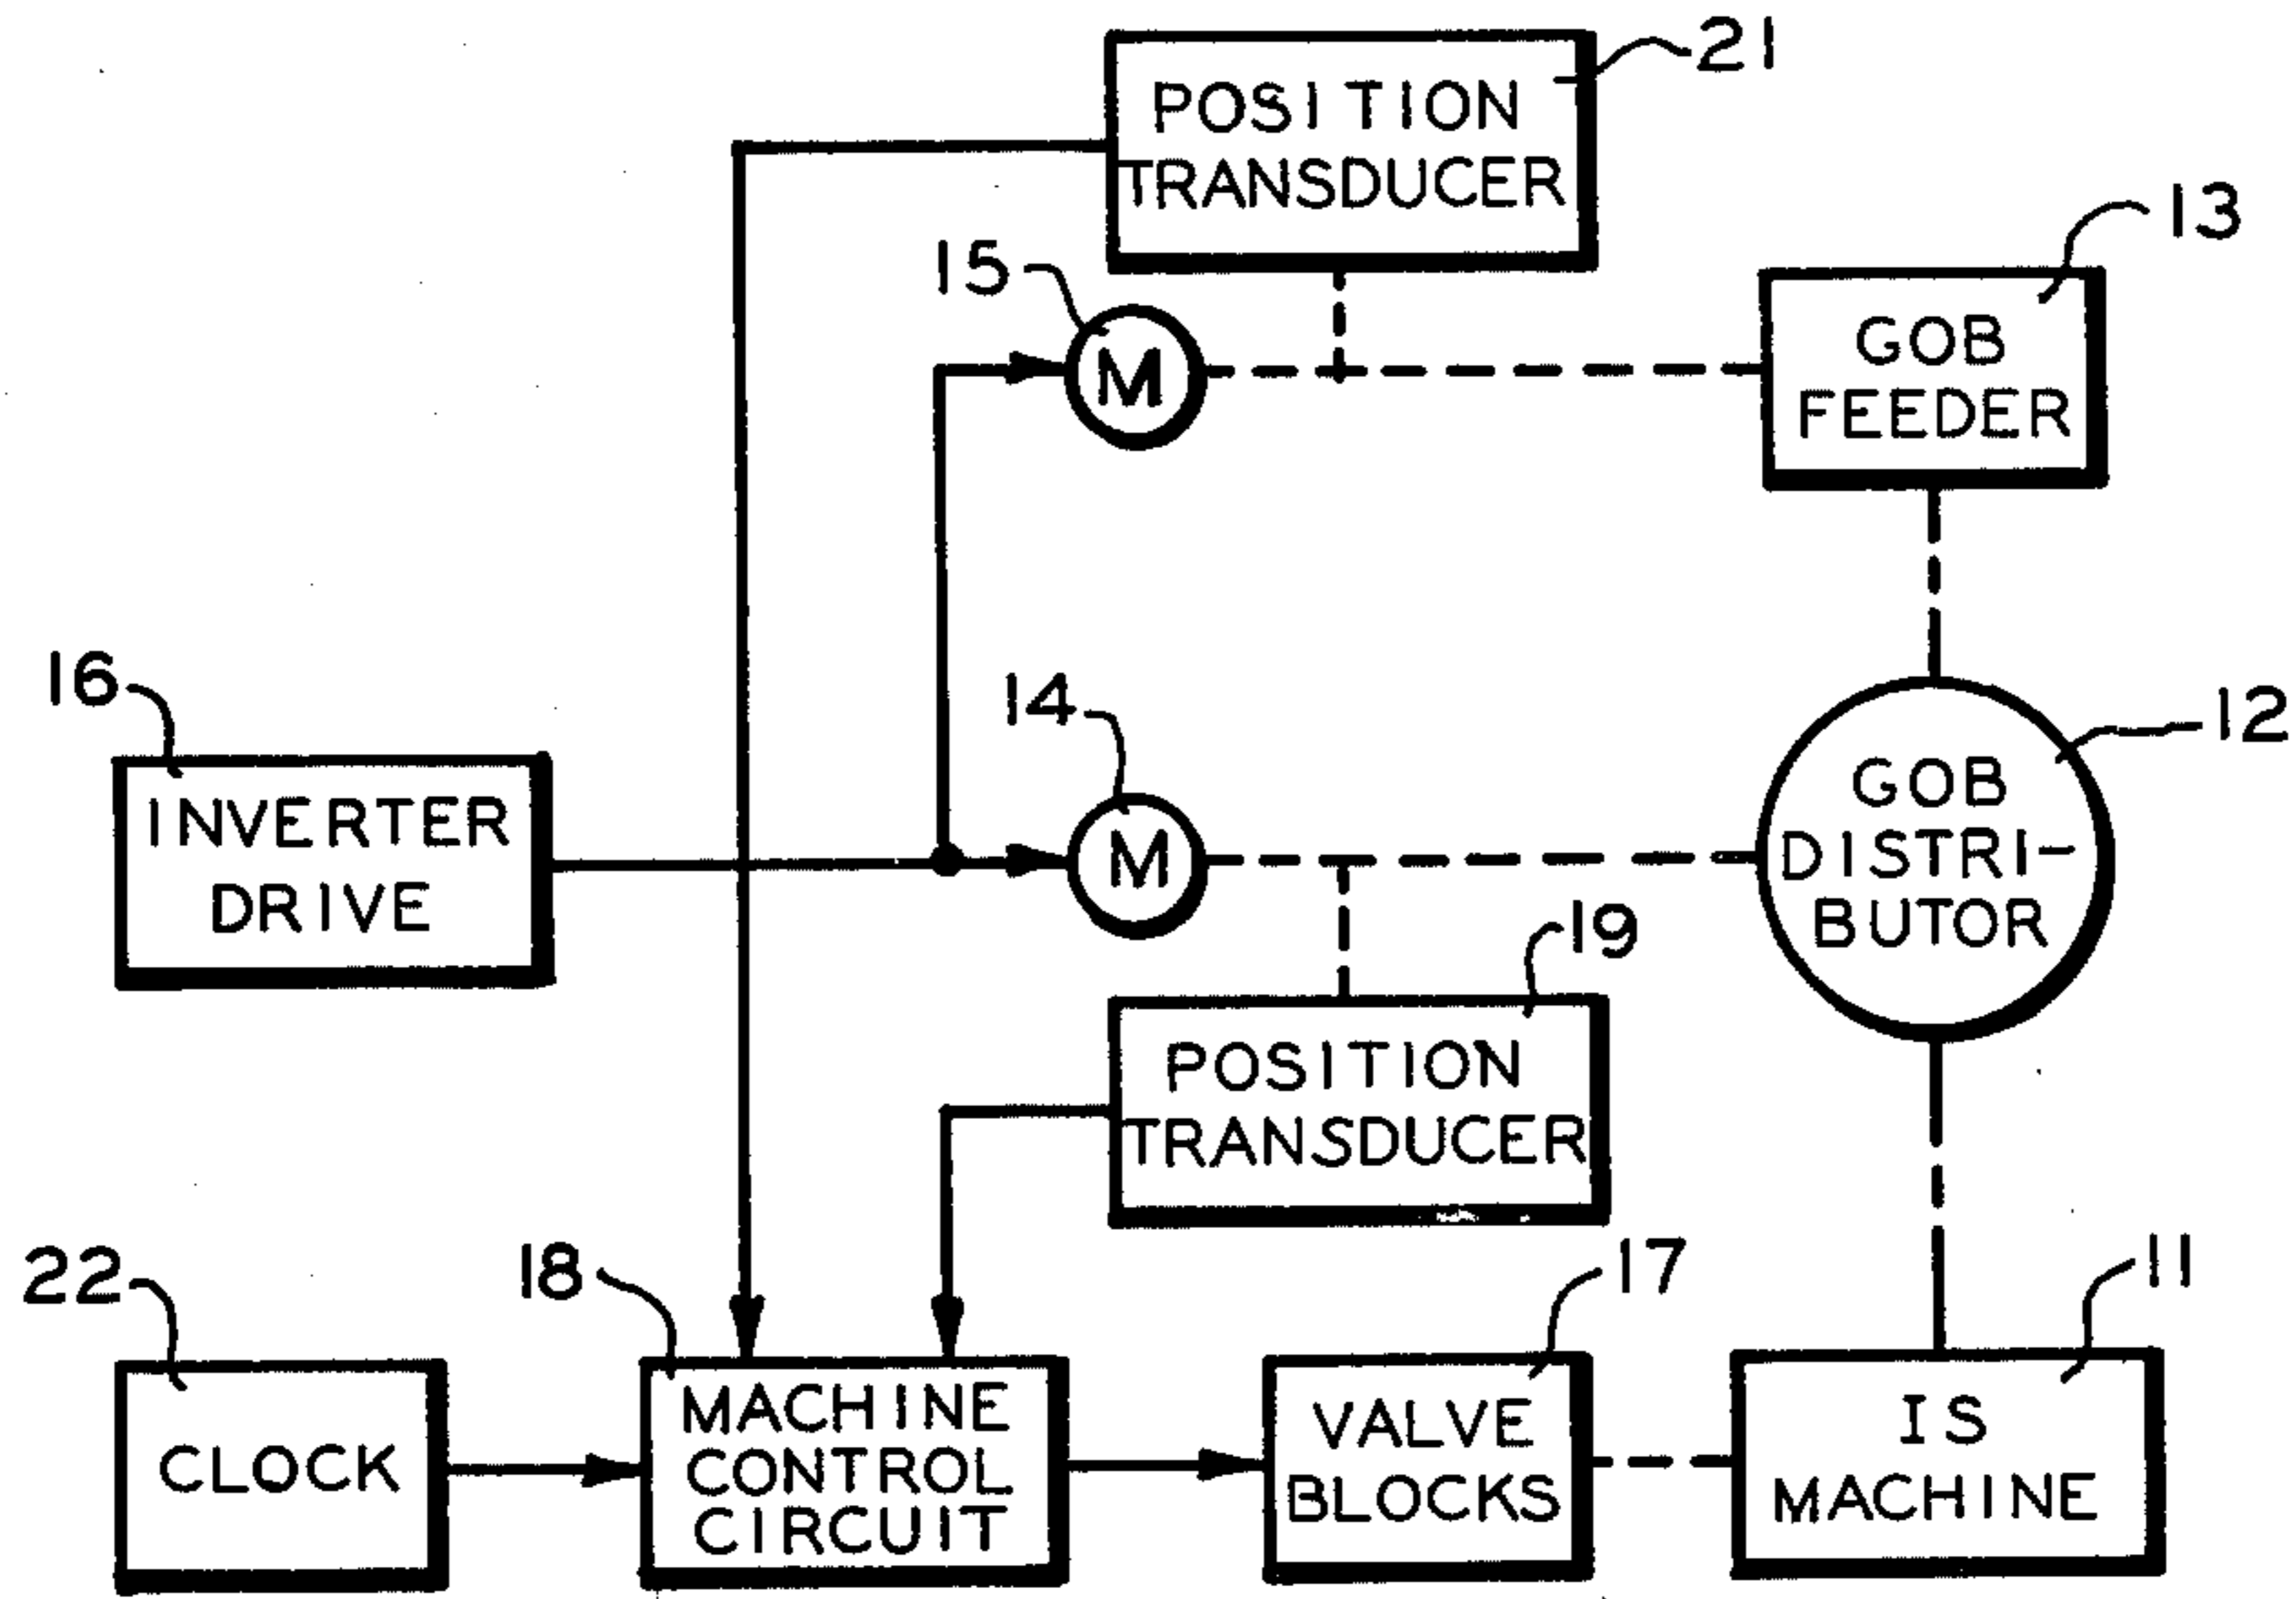 21
POSITION
TRANSDUCER
13
15
M
GOB
FEEDER
16
14
12
INVERTER
DRIVE
M
GOB
DISTRI-
BUTOR
19
POSITION
TRANSDUCER
22
18
17
11
CLOCK
MACHINE
CONTROL
CIRCUIT
VALVE
BLOCKS
IS
MACHINE